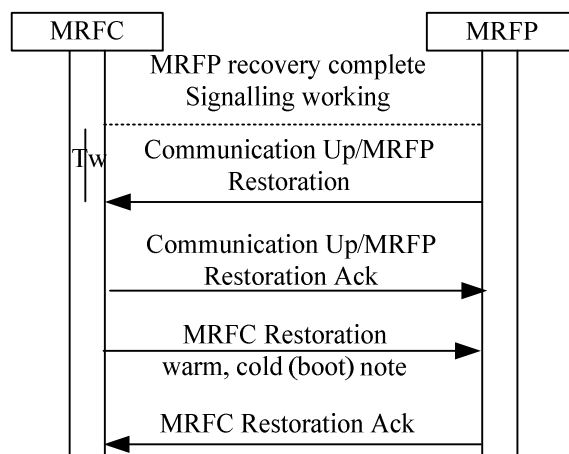 MRFC
MRFP
MRFP recovery complete
Signalling working
Tw
Communication Up/MRFP
Restoration
Communication Up/MRFP
Restoration Ack
MRFC Restoration
warm, cold (boot) note
MRFC Restoration Ack